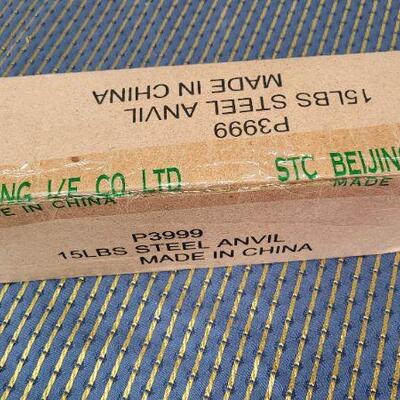 P3999
15LBS STEEL ANVIL
MADE IN CHINA
NG I/E CO. LTD STC BEIJIN
E IN CHINA MADE
P3999
15LBS STEEL ANVIL
MADE IN CHINA